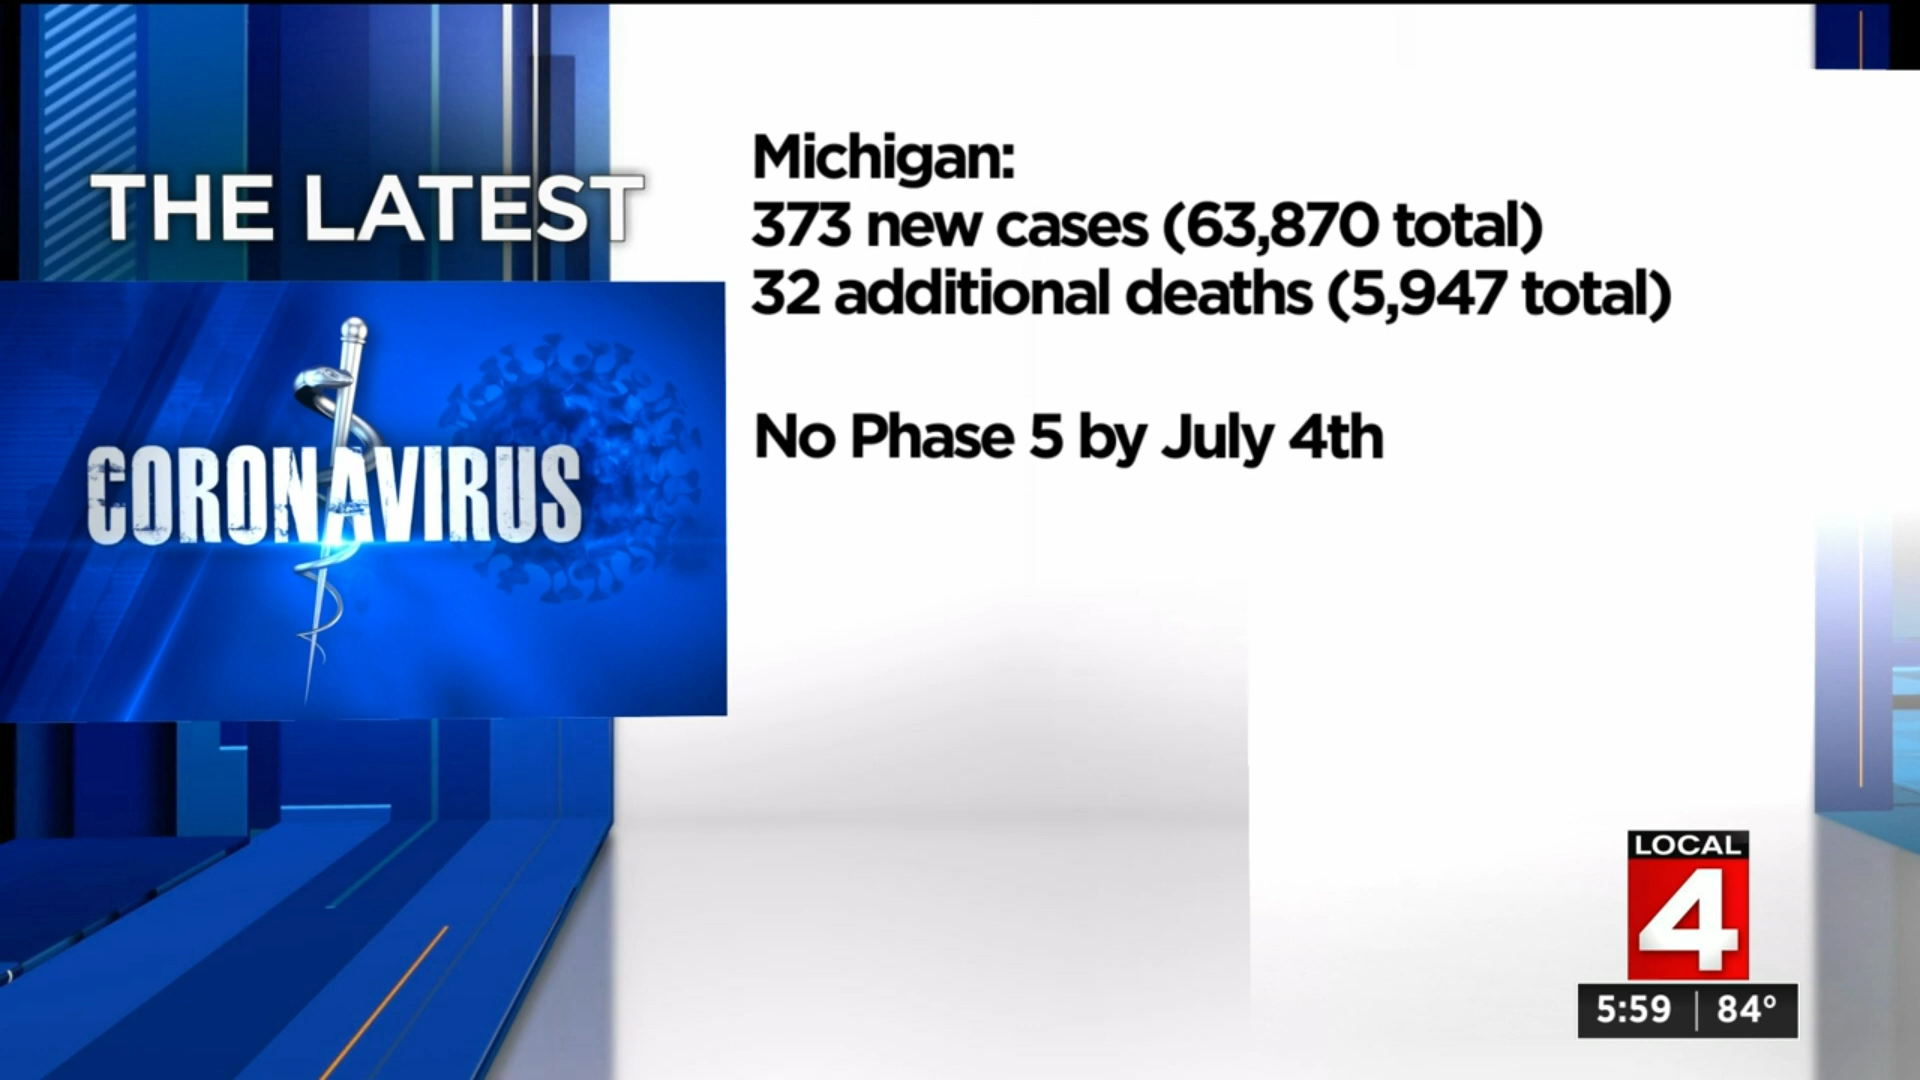 THE LATEST
CORONAVIRUS
Michigan:
373 new cases (63,870 total)
32 additional deaths (5,947 total)
No Phase 5 by July 4th
LOCAL
4
5:59 | 84°